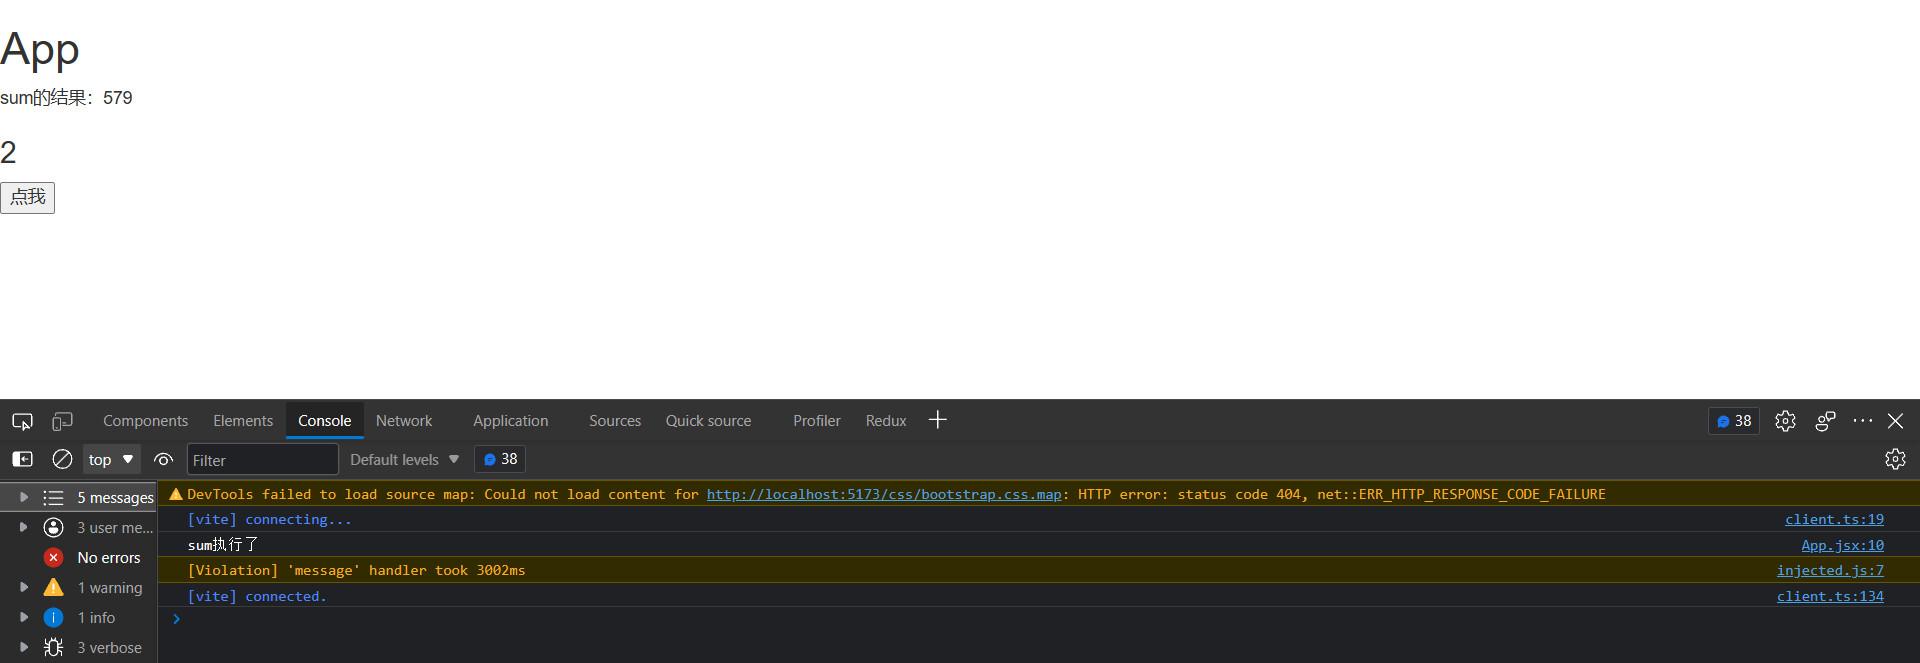 App
sum的结果：579
2
点我
Components Elements Console Network Application Sources Quick source Profiler Redux 38
top Filter Default levels 38
5 messages
3 user me...
No errors
1 warning
1 info
3 verbose
DevTools failed to load source map: Could not load content for http://localhost:5173/css/bootstrap.css.map: HTTP error: status code 404, net::ERR_HTTP_RESPONSE_CODE_FAILURE
[vite] connecting... client.ts:19
sum执行了 App.jsx:10
[Violation] 'message' handler took 3002ms injected.js:7
[vite] connected. client.ts:134